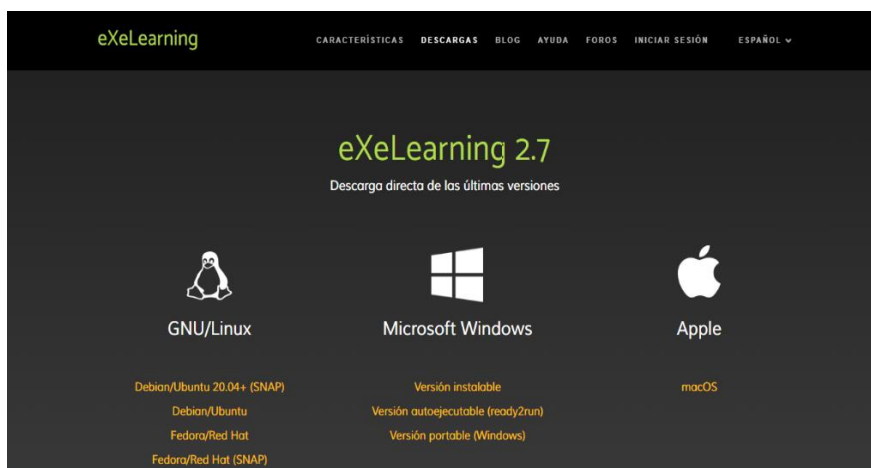 eXeLearning
CARACTERÍSTICAS DESCARGAS BLOG AYUDA FOROS INICIAR SESIÓN ESPAÑOL
eXeLearning 2.7
Descarga directa de las últimas versiones
GNU/Linux
Debian/Ubuntu 20.04+ (SNAP)
Debian/Ubuntu
Fedora/Red Hat
Fedora/Red Hat (SNAP)
Microsoft Windows
Versión instalable
Versión autoejecutable (ready2run)
Versión portable (Windows)
Apple
macOS